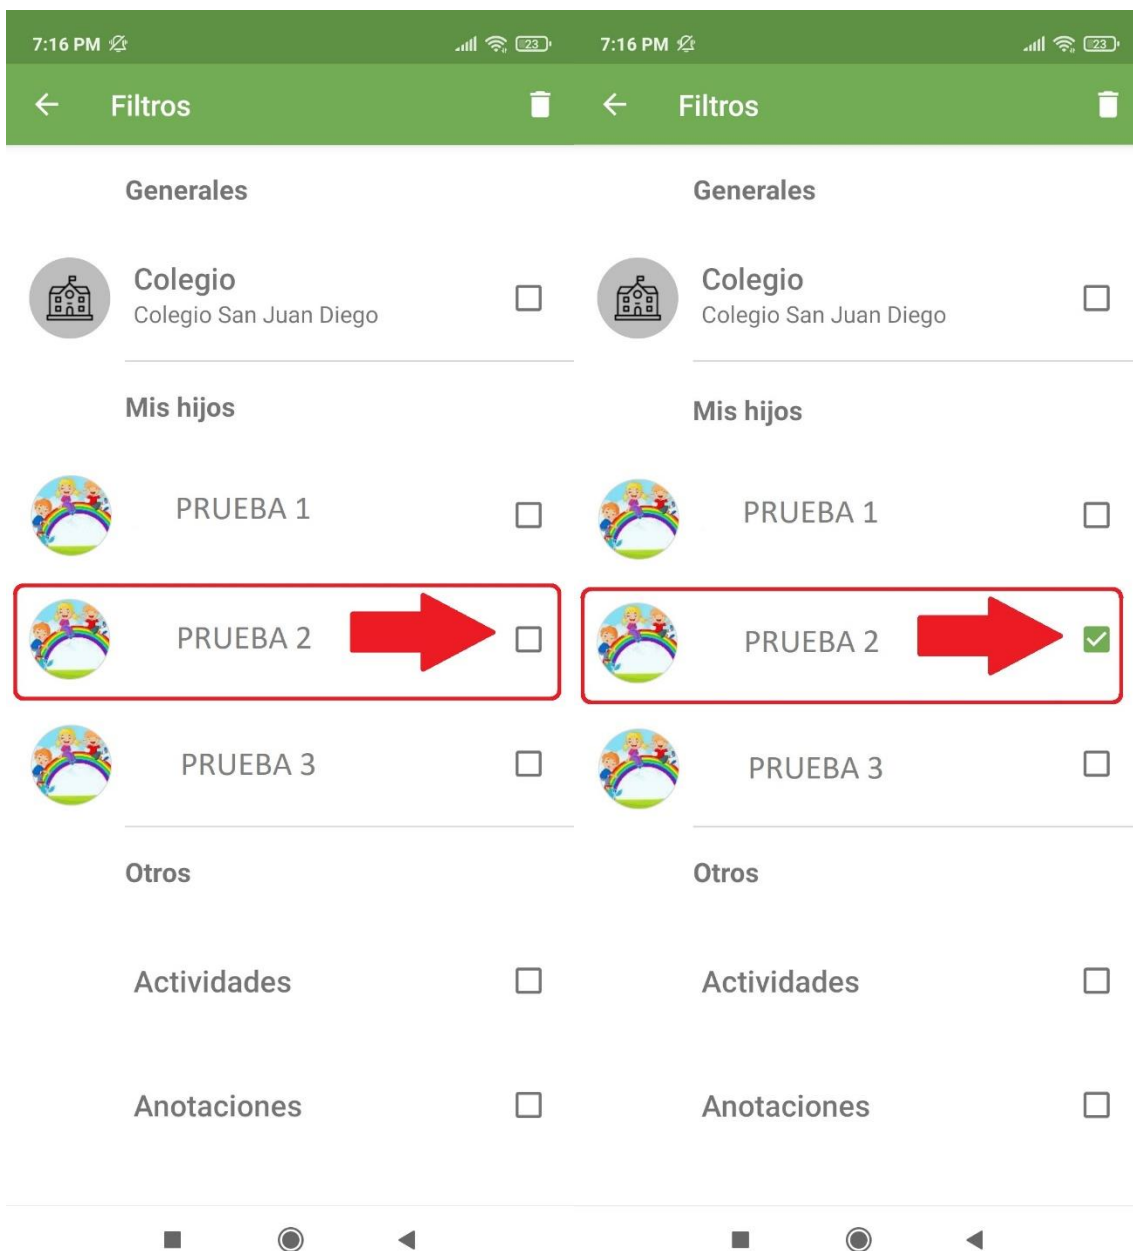 7:16 PM
23
Filtros
Generales
Colegio
Colegio San Juan Diego
Mis hijos
PRUEBA 1
PRUEBA 2
PRUEBA 3
Otros
Actividades
Anotaciones
7:16 PM
23
Filtros
Generales
Colegio
Colegio San Juan Diego
Mis hijos
PRUEBA 1
PRUEBA 2
PRUEBA 3
Otros
Actividades
Anotaciones